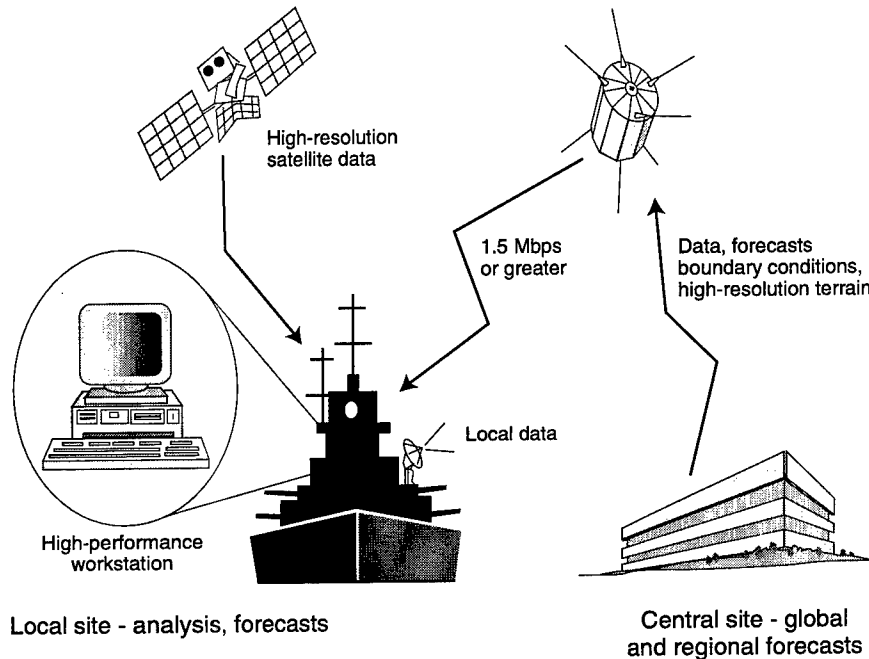 High-resolution
satellite data
1.5 Mbps
or greater
Data, forecasts
boundary conditions,
high-resolution terrain
Local data
High-performance
workstation
Local site - analysis, forecasts
Central site - global
and regional forecasts